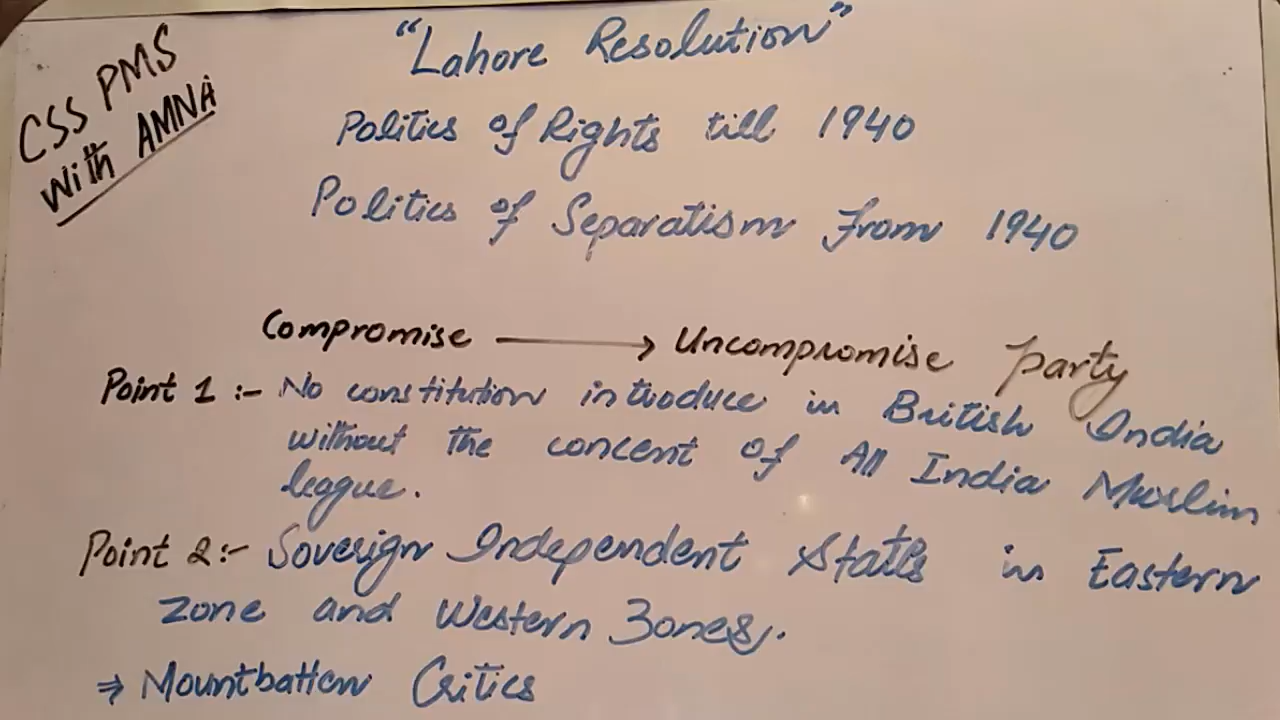 CSS PMS
With AMNA
"Lahore Resolution"
Politics of Rights till 1940
Politics of Separatism from 1940
Compromise → Uncompromise party
Point 1 :- No constitution introduce in British India
without the concent of All India Muslim
league.
Point 2:- Soverign Independent States in Eastern
zone and Western Zones.
⇒ Mountbatten Critics